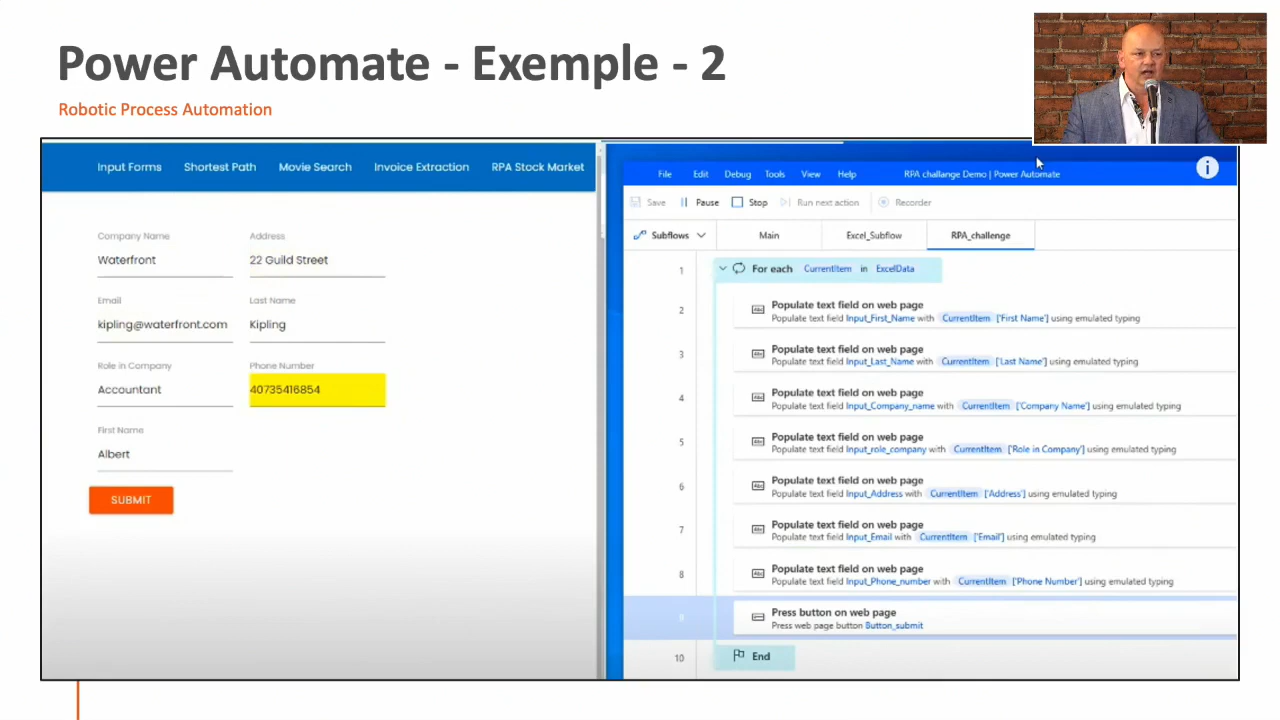 Power Automate - Exemple - 2
Robotic Process Automation
Input Forms Shortest Path Movie Search Invoice Extraction RPA Stock Market
Company Name Address
Waterfront 22 Guild Street
Email Last Name
kipling@waterfront.com Kipling
Role in Company Phone Number
Accountant 40735416854
First Name
Albert
SUBMIT
File Edit Debug Tools View Help RPA challange Demo | Power Automate
Save Pause Stop Run next action Recorder
Subflows Main Excel_Subflow RPA_challenge
1 For each CurrentItem in ExcelData
2 Populate text field on web page
Populate text field Input_First_Name with CurrentItem ['First Name'] using emulated typing
3 Populate text field on web page
Populate text field Input_Last_Name with CurrentItem ['Last Name'] using emulated typing
4 Populate text field on web page
Populate text field Input_Company_name with CurrentItem ['Company Name'] using emulated typing
5 Populate text field on web page
Populate text field Input_role_company with CurrentItem ['Role in Company'] using emulated typing
6 Populate text field on web page
Populate text field Input_Address with CurrentItem ['Address'] using emulated typing
7 Populate text field on web page
Populate text field Input_Email with CurrentItem ['Email'] using emulated typing
8 Populate text field on web page
Populate text field Input_Phone_number with CurrentItem ['Phone Number'] using emulated typing
9 Press button on web page
Press web page button Button_submit
10 End